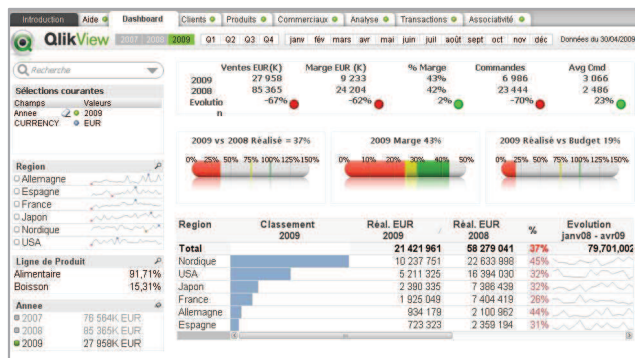 Introduction Aide Dashboard Clients Produits Commerciaux Analyse Transactions Associativité
QlikView 2007 2008 2009 Q1 Q2 Q3 Q4 janv fév mars avr mai juin juil août sept oct nov déc Données du 30/04/2009
Recherche
Sélections courantes
Champs Valeurs
Annee 2009
CURRENCY EUR
Ventes EUR(K) Marge EUR (K) % Marge Commandes Avg Cmd
2009 27 958 9 233 43% 6 986 3 066
2008 85 365 24 204 42% 23 444 2 486
Evolutio
n -67% -62% 2% -70% 23%
2009 vs 2008 Réalisé = 37%
0% 25% 50% 75% 100% 125% 150%
2009 Marge 43%
0% 10% 20% 30% 40% 50%
2009 Réalisé vs Budget 19%
0% 25% 50% 75% 100% 125% 150%
Region
Allemagne
Espagne
France
Japon
Nordique
USA
Ligne de Produit
Alimentaire 91,71%
Boisson 15,31%
Annee
2007 76 564K EUR
2008 85 365K EUR
2009 27 958K EUR
Region Classement 2009 Réal. EUR 2009 Réal. EUR 2008 % Evolution janv08 - avr09
Total 21 421 961 58 279 041 37% 79,701,002
Nordique 10 237 751 22 633 998 45%
USA 5 211 325 16 394 030 32%
Japon 2 390 335 7 386 439 32%
France 1 925 049 7 404 419 26%
Allemagne 934 179 2 100 962 44%
Espagne 723 323 2 359 194 31%